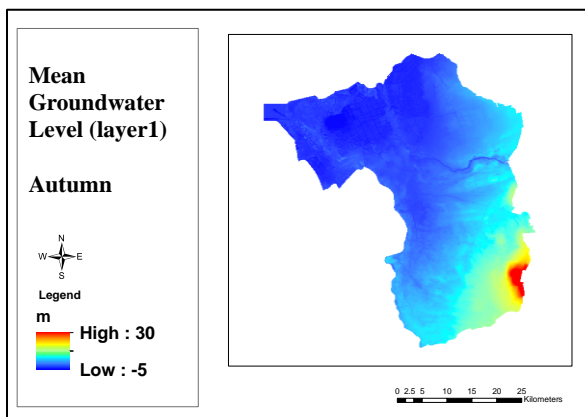 Mean
Groundwater
Level (layer1)
Autumn
N
W E
S
Legend
m
High : 30
Low : -5
0 2.5 5 10 15 20 25
Kilometers